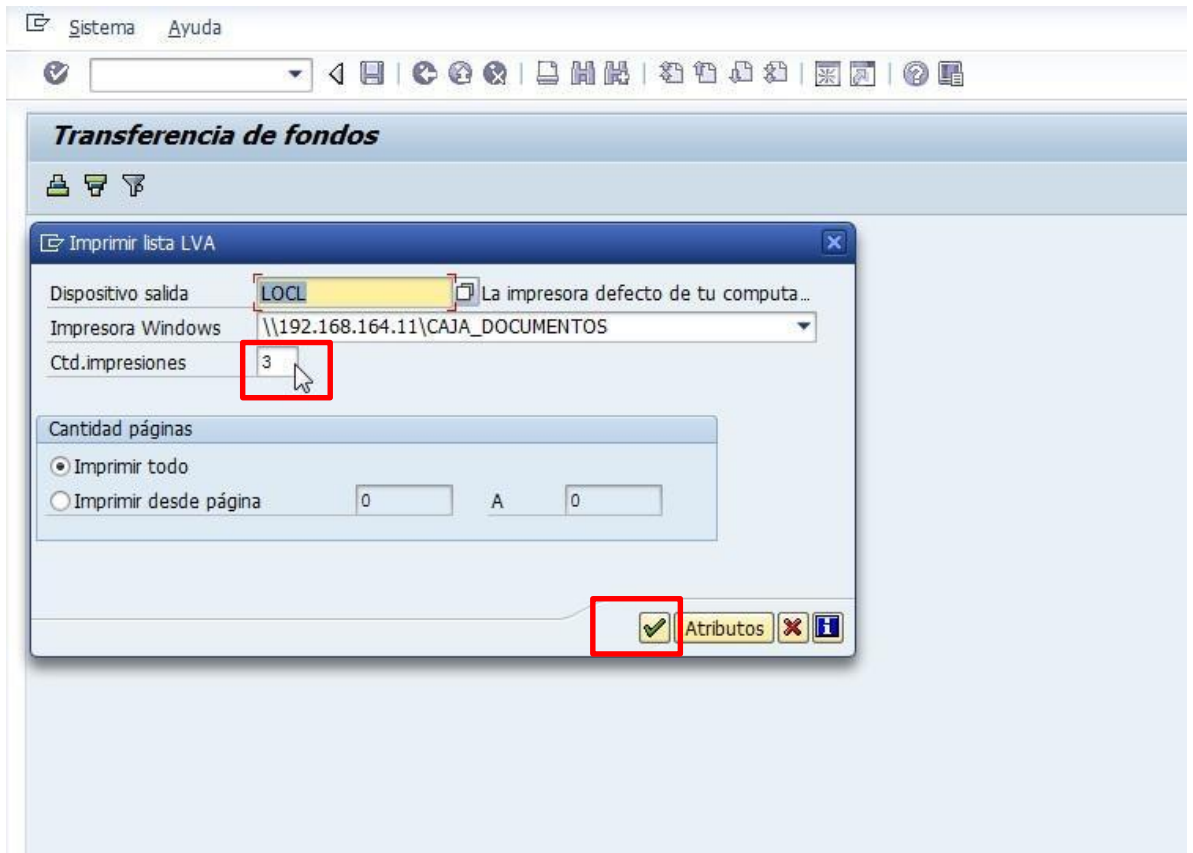 Sistema Ayuda
Transferencia de fondos
Imprimir lista LVA
Dispositivo salida LOCL La impresora defecto de tu computa...
Impresora Windows \\192.168.164.11\CAJA_DOCUMENTOS
Ctd.impresiones 3
Cantidad páginas
Imprimir todo
Imprimir desde página 0 A 0
Atributos